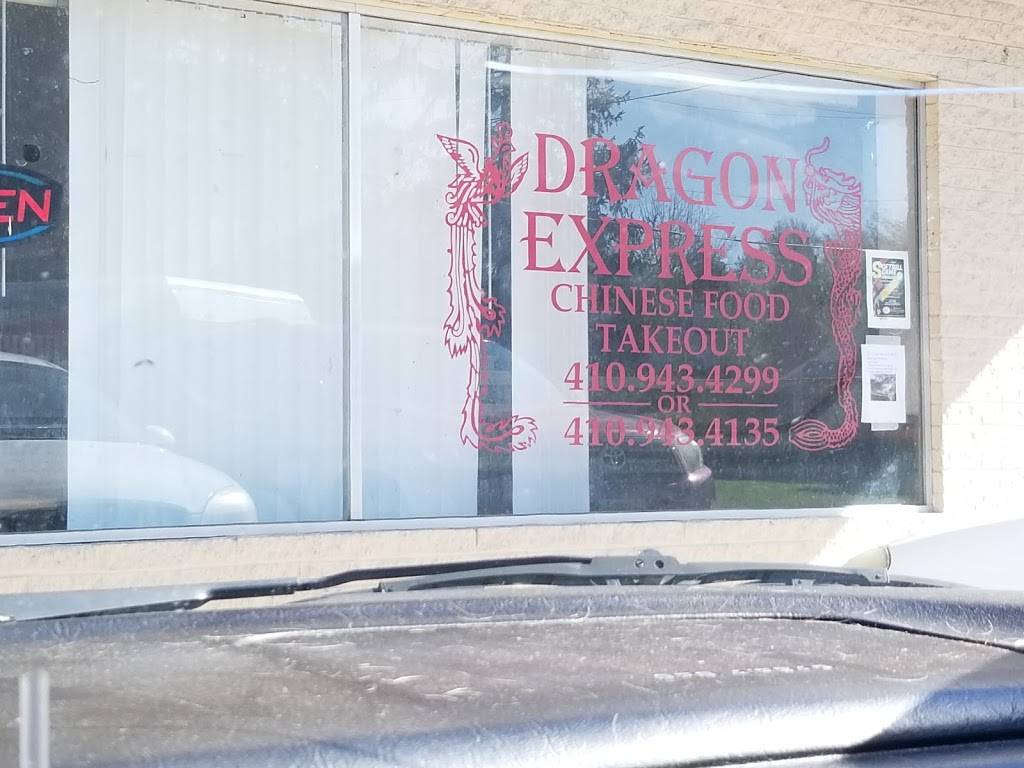 EN
DRAGON
EXPRESS
CHINESE FOOD
TAKEOUT
410.943.4299
OR
410.943.4135